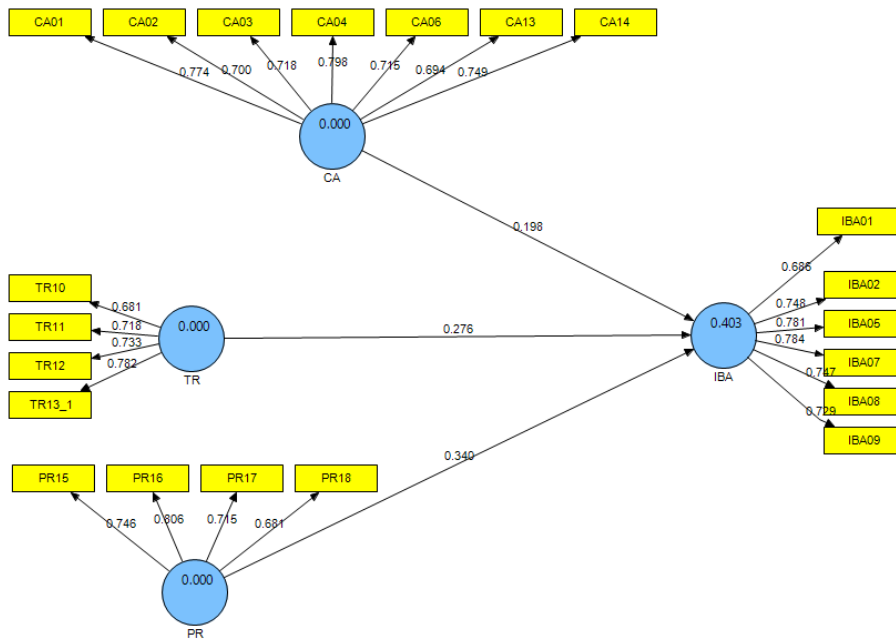 CA01 CA02 CA03 CA04 CA06 CA13 CA14
0.774 0.700 0.718 0.798 0.715 0.694 0.749
0.000
CA
0.198
IBA01
0.686
TR10
0.681
TR11
0.718
TR12
0.733
TR13_1
0.782
0.000
TR
0.276
0.403
IBA
IBA02
0.748
IBA05
0.781
IBA07
0.784
IBA08
0.747
IBA09
0.729
0.340
PR15 PR16 PR17 PR18
0.746 0.806 0.715 0.681
0.000
PR